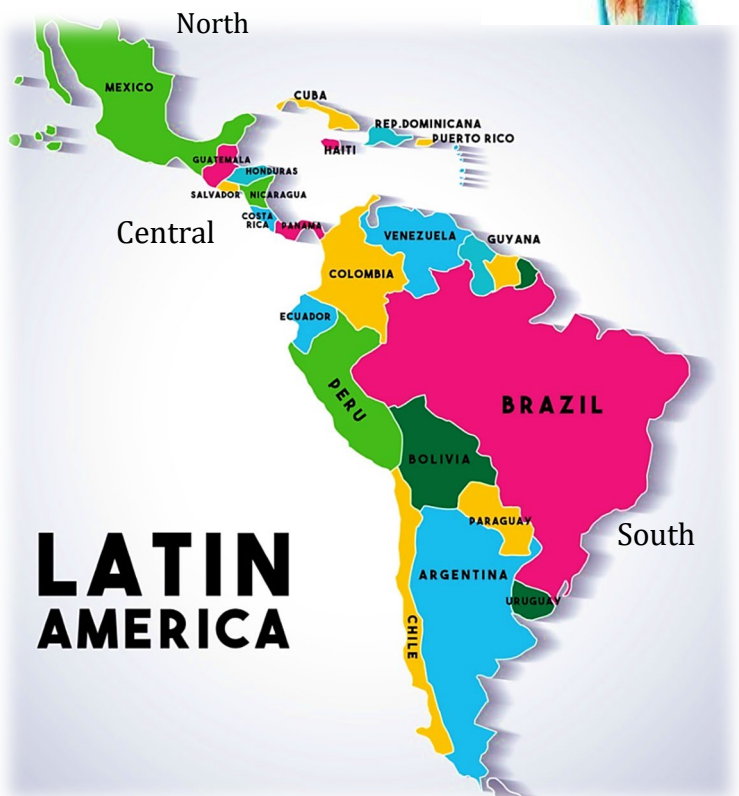 North
MEXICO
CUBA
REP.DOMINICANA
PUERTO RICO
HAITI
GUATEMALA
HONDURAS
SALVADOR
NICARAGUA
COSTA
RICA
PANAMA
Central
VENEZUELA
GUYANA
COLOMBIA
ECUADOR
PERU
BRAZIL
BOLIVIA
PARAGUAY
South
ARGENTINA
URUGUAY
CHILE
LATIN
AMERICA